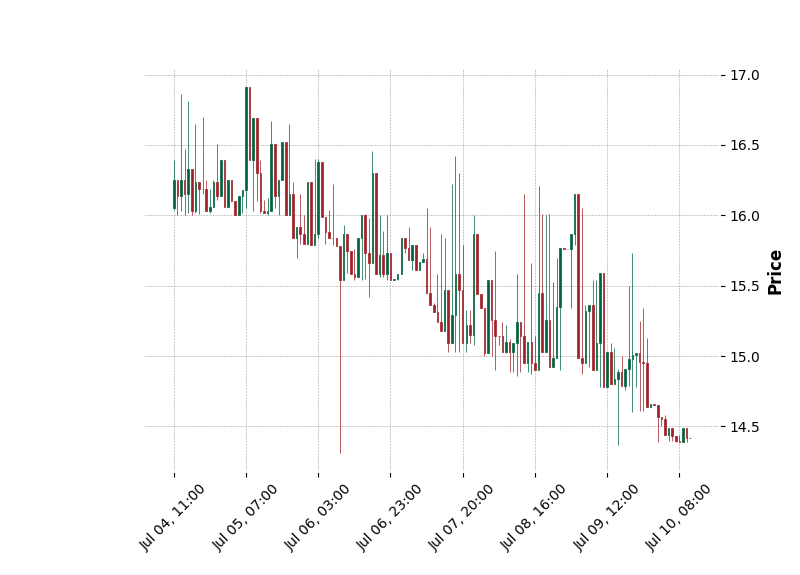 17.0
16.5
16.0
15.5
15.0
14.5
Price
Jul 04, 11:00
Jul 05, 07:00
Jul 06, 03:00
Jul 06, 23:00
Jul 07, 20:00
Jul 08, 16:00
Jul 09, 12:00
Jul 10, 08:00